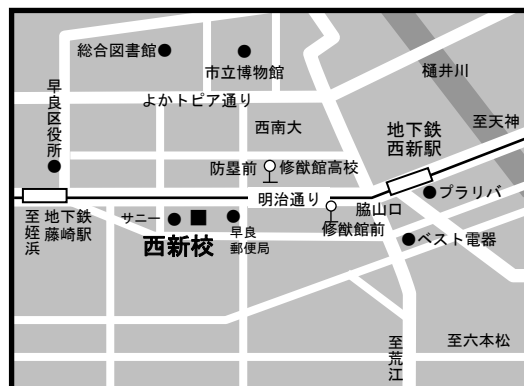 総合図書館
市立博物館
樋井川
早良区役所
よかトピア通り
西南大
地下鉄
西新駅
至天神
防塁前
修猷館高校
明治通り
脇山口
プラリバ
至姪浜
地下鉄
藤崎駅
サニー
西新校
早良
郵便局
修猷館前
ベスト電器
至荒江
至六本松